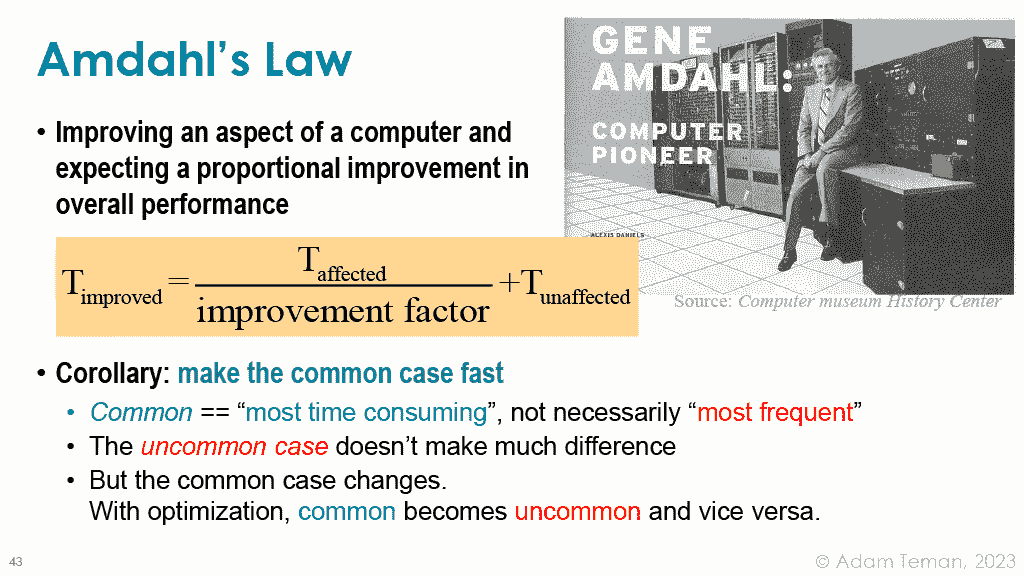 Amdahl's Law
GENE
AMDAHL:
COMPUTER
PIONEER
ALEXIS DANIELS
• Improving an aspect of a computer and
expecting a proportional improvement in
overall performance
T_improved = T_affected / improvement factor + T_unaffected
Source: Computer museum History Center
• Corollary: make the common case fast
• Common == “most time consuming”, not necessarily “most frequent”
• The uncommon case doesn’t make much difference
• But the common case changes.
With optimization, common becomes uncommon and vice versa.
43
© Adam Teman, 2023